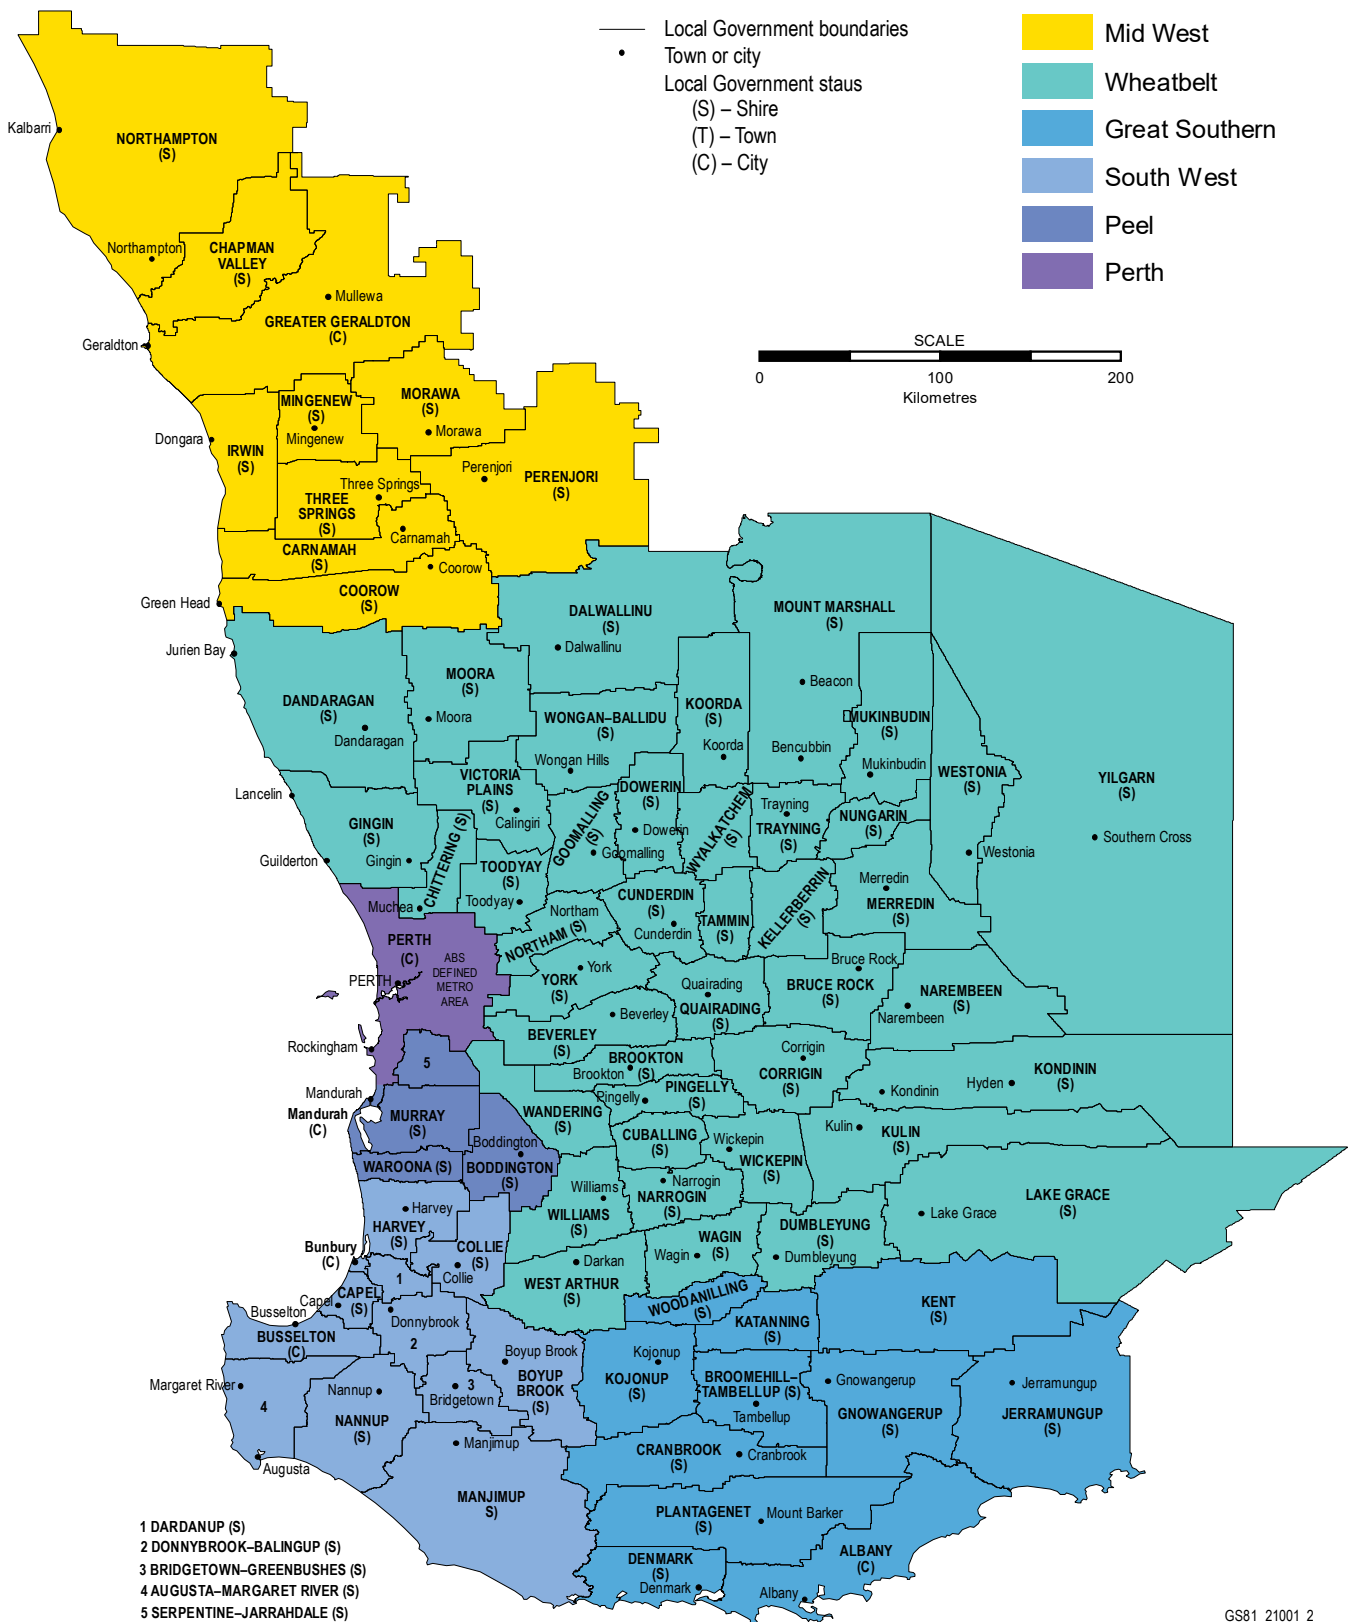 Local Government boundaries
Town or city
Local Government staus
(S) – Shire
(T) – Town
(C) – City
Mid West
Wheatbelt
Great Southern
South West
Peel
Perth
SCALE
0 100 200
Kilometres
Kalbarri
NORTHAMPTON
(S)
Northampton
CHAPMAN
VALLEY
(S)
Mullewa
GREATER GERALDTON
(C)
Geraldton
MINGENEW
(S)
Mingenew
MORAWA
(S)
Morawa
Dongara
IRWIN
(S)
Three Springs
THREE
SPRINGS
(S)
Perenjori
PERENJORI
(S)
Carnamah
CARNAMAH
(S)
Coorow
COOROW
(S)
Green Head
Jurien Bay
DALWALLINU
(S)
Dalwallinu
MOUNT MARSHALL
(S)
Beacon
Bencubbin
MOORA
(S)
Moora
DANDARAGAN
(S)
Dandaragan
WONGAN–BALLIDU
(S)
Wongan Hills
KOORDA
(S)
Koorda
MUKINBUDIN
(S)
Mukinbudin
WESTONIA
(S)
Westonia
YILGARN
(S)
Southern Cross
Lancelin
VICTORIA
PLAINS
(S)
Calingiri
DOWERIN
(S)
Dowerin
GOOMALLING
(S)
Goomalling
WYALKATCHEM
(S)
Trayning
TRAYNING
(S)
NUNGARIN
(S)
GINGIN
(S)
Gingin
Guilderton
CHITTERING (S)
Muchea
TOODYAY
(S)
Toodyay
CUNDERDIN
(S)
Cunderdin
TAMMIN
(S)
KELLERBERRIN
(S)
Merredin
MERREDIN
(S)
Northam
NORTHAM (S)
PERTH
(C)
ABS
DEFINED
METRO
AREA
PERTH
York
YORK
(S)
Quairading
QUAIRADING
(S)
Bruce Rock
BRUCE ROCK
(S)
NAREMBEEN
(S)
Narembeen
Beverley
BEVERLEY
(S)
Rockingham
5
BROOKTON
(S)
Brookton
Corrigin
CORRIGIN
(S)
KONDININ
(S)
Hyden
Kondinin
Mandurah
Mandurah
(C)
MURRAY
(S)
PINGELLY
(S)
Pingelly
WANDERING
(S)
CUBALLING
(S)
Wickepin
WICKEPIN
(S)
Kulin
KULIN
(S)
Boddington
BODDINGTON
(S)
WAROONA (S)
Narrogin
NARROGIN
(S)
Williams
WILLIAMS
(S)
LAKE GRACE
(S)
Lake Grace
Harvey
HARVEY
(S)
COLLIE
(S)
Collie
WAGIN
(S)
Wagin
DUMBLEYUNG
(S)
Dumbleyung
Bunbury
(C)
1
Darkan
WEST ARTHUR
(S)
WOODANILLING
(S)
KENT
(S)
Capel
CAPEL
(S)
Busselton
BUSSELTON
(C)
Donnybrook
2
KATANNING
(S)
Boyup Brook
BOYUP
BROOK
(S)
Kojonup
KOJONUP
(S)
BROOMEHILL–
TAMBELLUP (S)
Tambellup
Gnowangerup
GNOWANGERUP
(S)
Jerramungup
JERRAMUNGUP
(S)
Margaret River
4
Nannup
NANNUP
(S)
3
Bridgetown
Manjimup
MANJIMUP
S)
Augusta
CRANBROOK
(S)
Cranbrook
PLANTAGENET
(S)
Mount Barker
DENMARK
(S)
Denmark
ALBANY
(C)
Albany
1 DARDANUP (S)
2 DONNYBROOK–BALINGUP (S)
3 BRIDGETOWN–GREENBUSHES (S)
4 AUGUSTA–MARGARET RIVER (S)
5 SERPENTINE–JARRAHDALE (S)
GS81_21001_2